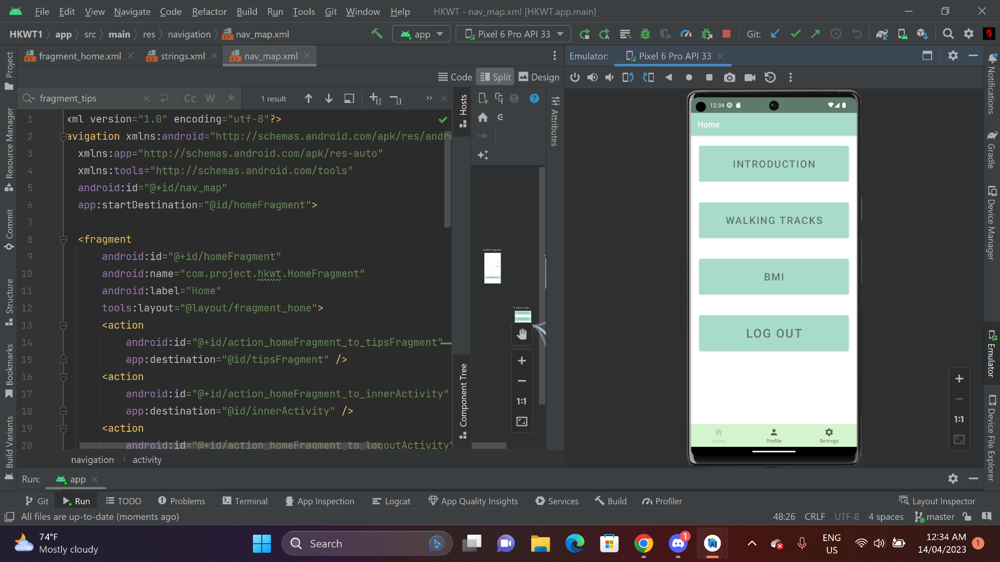 File Edit View Navigate Code Refactor Build Run Tools Git Window Help HKWT - nav_map.xml [HKWT.app.main]
HKWT1 app src main res navigation nav_map.xml app Pixel 6 Pro API 33 Git:
fragment_home.xml strings.xml nav_map.xml
Emulator: Pixel 6 Pro API 33
Code Split Design
fragment_tips Cc W .* 1 result
1 xml version="1.0" encoding="utf-8"?>
2 avigation xmlns:android="http://schemas.android.com/apk/res/andr
3 xmlns:app="http://schemas.android.com/apk/res-auto"
4 xmlns:tools="http://schemas.android.com/tools"
5 android:id="@+id/nav_map"
6 app:startDestination="@id/homeFragment">
7
8 <fragment
9 android:id="@+id/homeFragment"
10 android:name="com.project.hkwt.HomeFragment"
11 android:label="Home"
12 tools:layout="@layout/fragment_home">
13 <action
14 android:id="@+id/action_homeFragment_to_tipsFragment"
15 app:destination="@id/tipsFragment" />
16 <action
17 android:id="@+id/action_homeFragment_to_innerActivity"
18 app:destination="@id/innerActivity" />
19 <action
20 android:id="@+id/action_homeFragment_to_logoutActivity"
navigation activity
Project
Resource Manager
Commit
Structure
Bookmarks
Build Variants
Hosts
Component Tree
Attributes
profileFragment
1:1
12:34
Home
INTRODUCTION
WALKING TRACKS
BMI
LOG OUT
Home Profile Settings
1:1
Notifications
Gradle
Device Manager
Emulator
Device File Explorer
Run: app
Git Run TODO Problems Terminal App Inspection Logcat App Quality Insights Services Build Profiler Layout Inspector
All files are up-to-date (moments ago) 48:26 CRLF UTF-8 4 spaces master
74°F
Mostly cloudy
Search
1
ENG
US
12:34 AM
14/04/2023
1